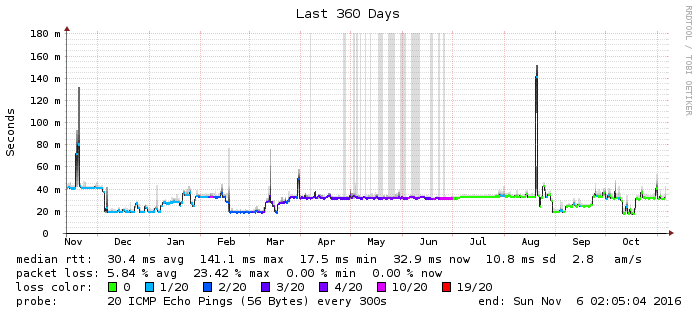 Last 360 Days
RRDTOOL / TOBI OETIKER
Seconds
180 m
160 m
140 m
120 m
100 m
80 m
60 m
40 m
20 m
0
Nov Dec Jan Feb Mar Apr May Jun Jul Aug Sep Oct
median rtt: 30.4 ms avg 141.1 ms max 17.5 ms min 32.9 ms now 10.8 ms sd 2.8 am/s
packet loss: 5.84 % avg 23.42 % max 0.00 % min 0.00 % now
loss color: 0 1/20 2/20 3/20 4/20 10/20 19/20
probe: 20 ICMP Echo Pings (56 Bytes) every 300s end: Sun Nov 6 02:05:04 2016